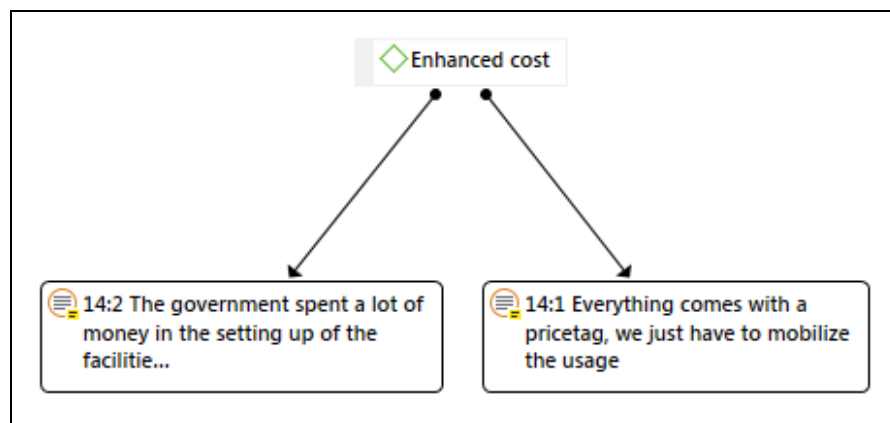 Enhanced cost
14:2 The government spent a lot of
money in the setting up of the
facilitie...
14:1 Everything comes with a
pricetag, we just have to mobilize
the usage